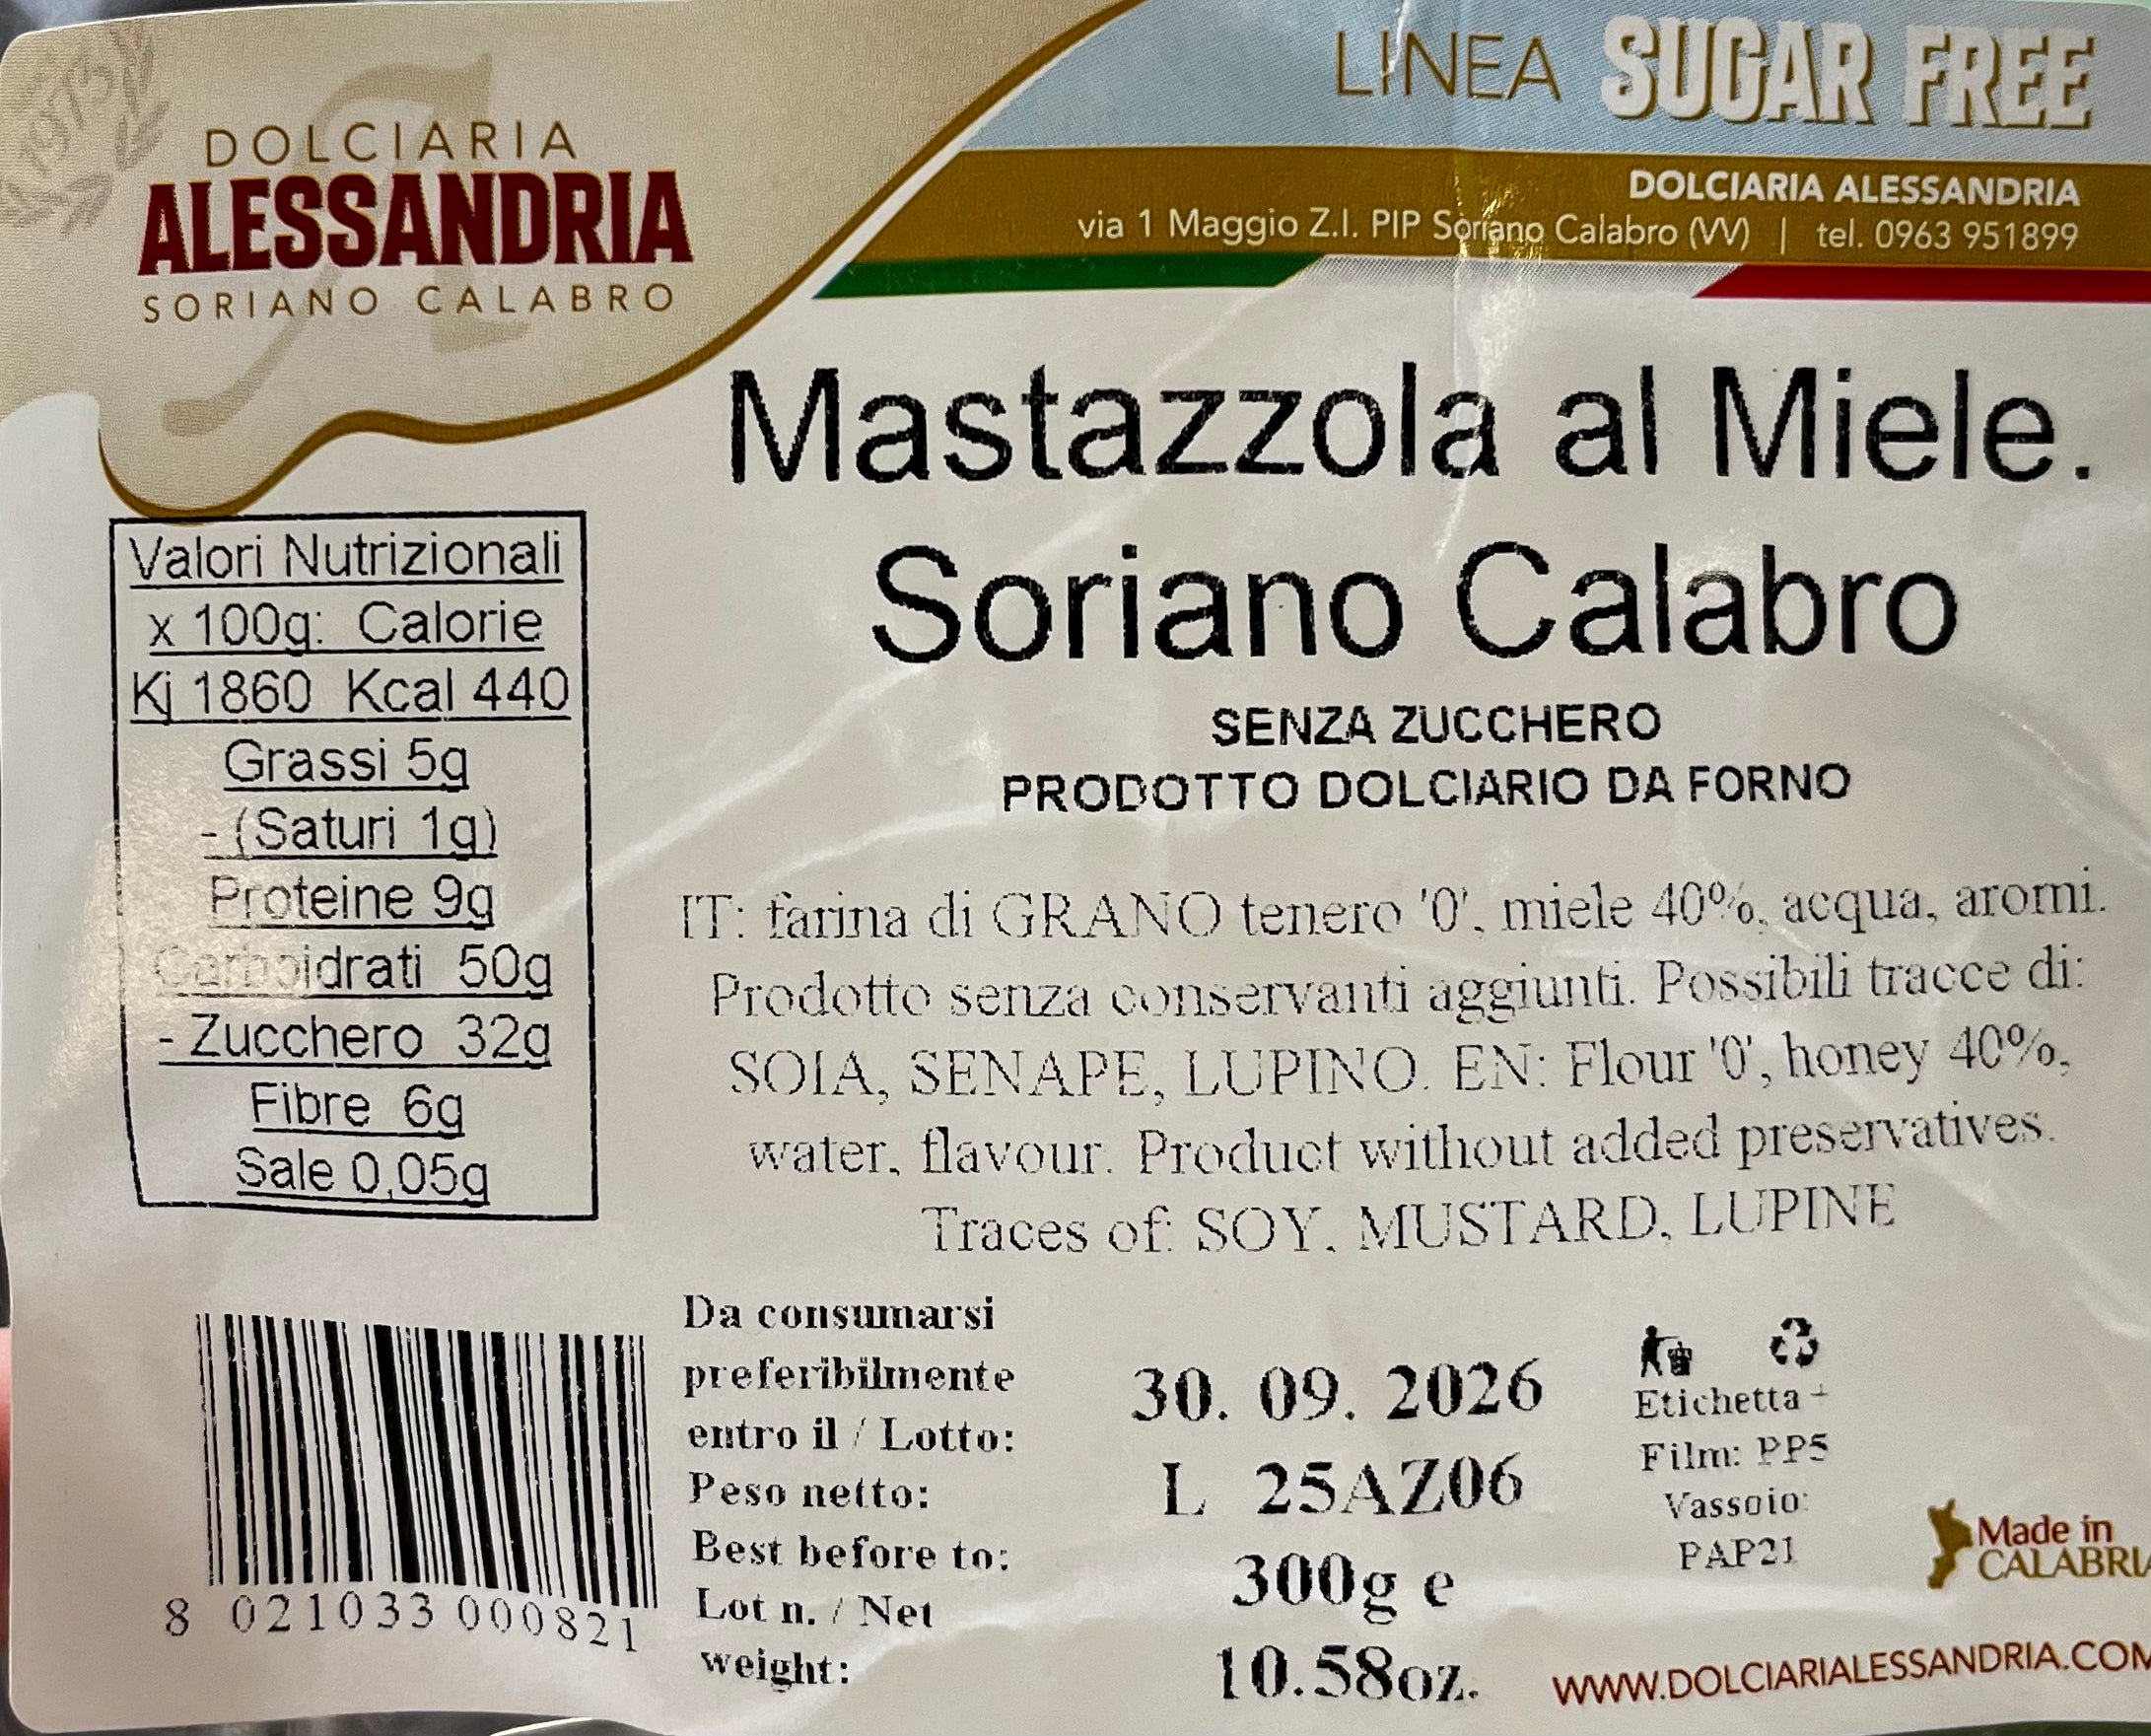 1973
LINEA SUGAR FREE
DOLCIARIA
ALESSANDRIA
SORIANO CALABRO
DOLCIARIA ALESSANDRIA
via 1 Maggio Z.I. PIP Soriano Calabro (VV) | tel. 0963 951899
Mastazzola al Miele.
Soriano Calabro
SENZA ZUCCHERO
PRODOTTO DOLCIARIO DA FORNO
Valori Nutrizionali
x 100g: Calorie
Kj 1860 Kcal 440
Grassi 5g
- (Saturi 1g)
Proteine 9g
Carboidrati 50g
- Zucchero 32g
Fibre 6g
Sale 0,05g
IT: farina di GRANO tenero '0', miele 40%, acqua, aromi.
Prodotto senza conservanti aggiunti. Possibili tracce di:
SOIA, SENAPE, LUPINO. EN: Flour '0', honey 40%,
water, flavour. Product without added preservatives.
Traces of: SOY, MUSTARD, LUPINE
Da consumarsi
preferibilmente
entro il / Lotto:
Peso netto:
Best before to:
Lot n. / Net
weight:
30. 09. 2026
L 25AZ06
300g e
10.58oz.
Etichetta +
Film: PP5
Vassoio:
PAP21
Made in
CALABRIA
8 021033 000821
WWW.DOLCIARIALESSANDRIA.COM